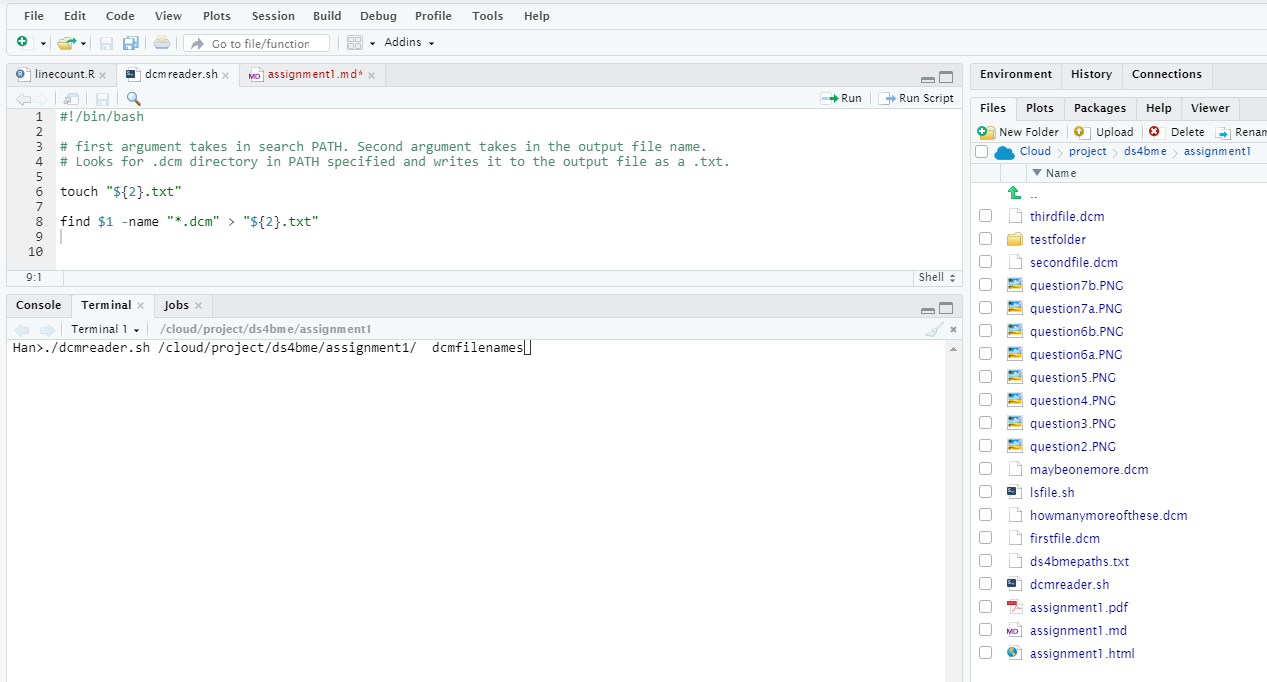 File Edit Code View Plots Session Build Debug Profile Tools Help
Go to file/function Addins
linecount.R dcmreader.sh assignment1.md*
Run Run Script
1 #!/bin/bash
2
3 # first argument takes in search PATH. Second argument takes in the output file name.
4 # Looks for .dcm directory in PATH specified and writes it to the output file as a .txt.
5
6 touch "${2}.txt"
7
8 find $1 -name "*.dcm" > "${2}.txt"
9
10
9:1 Shell
Console Terminal Jobs
Terminal 1 /cloud/project/ds4bme/assignment1
Han>./dcmreader.sh /cloud/project/ds4bme/assignment1/  dcmfilenames
Environment History Connections
Files Plots Packages Help Viewer
New Folder Upload Delete Renam
Cloud project ds4bme assignment1
Name
..
thirdfile.dcm
testfolder
secondfile.dcm
question7b.PNG
question7a.PNG
question6b.PNG
question6a.PNG
question5.PNG
question4.PNG
question3.PNG
question2.PNG
maybeonemore.dcm
lsfile.sh
howmanymoreofthese.dcm
firstfile.dcm
ds4bmepaths.txt
dcmreader.sh
assignment1.pdf
MD assignment1.md
assignment1.html